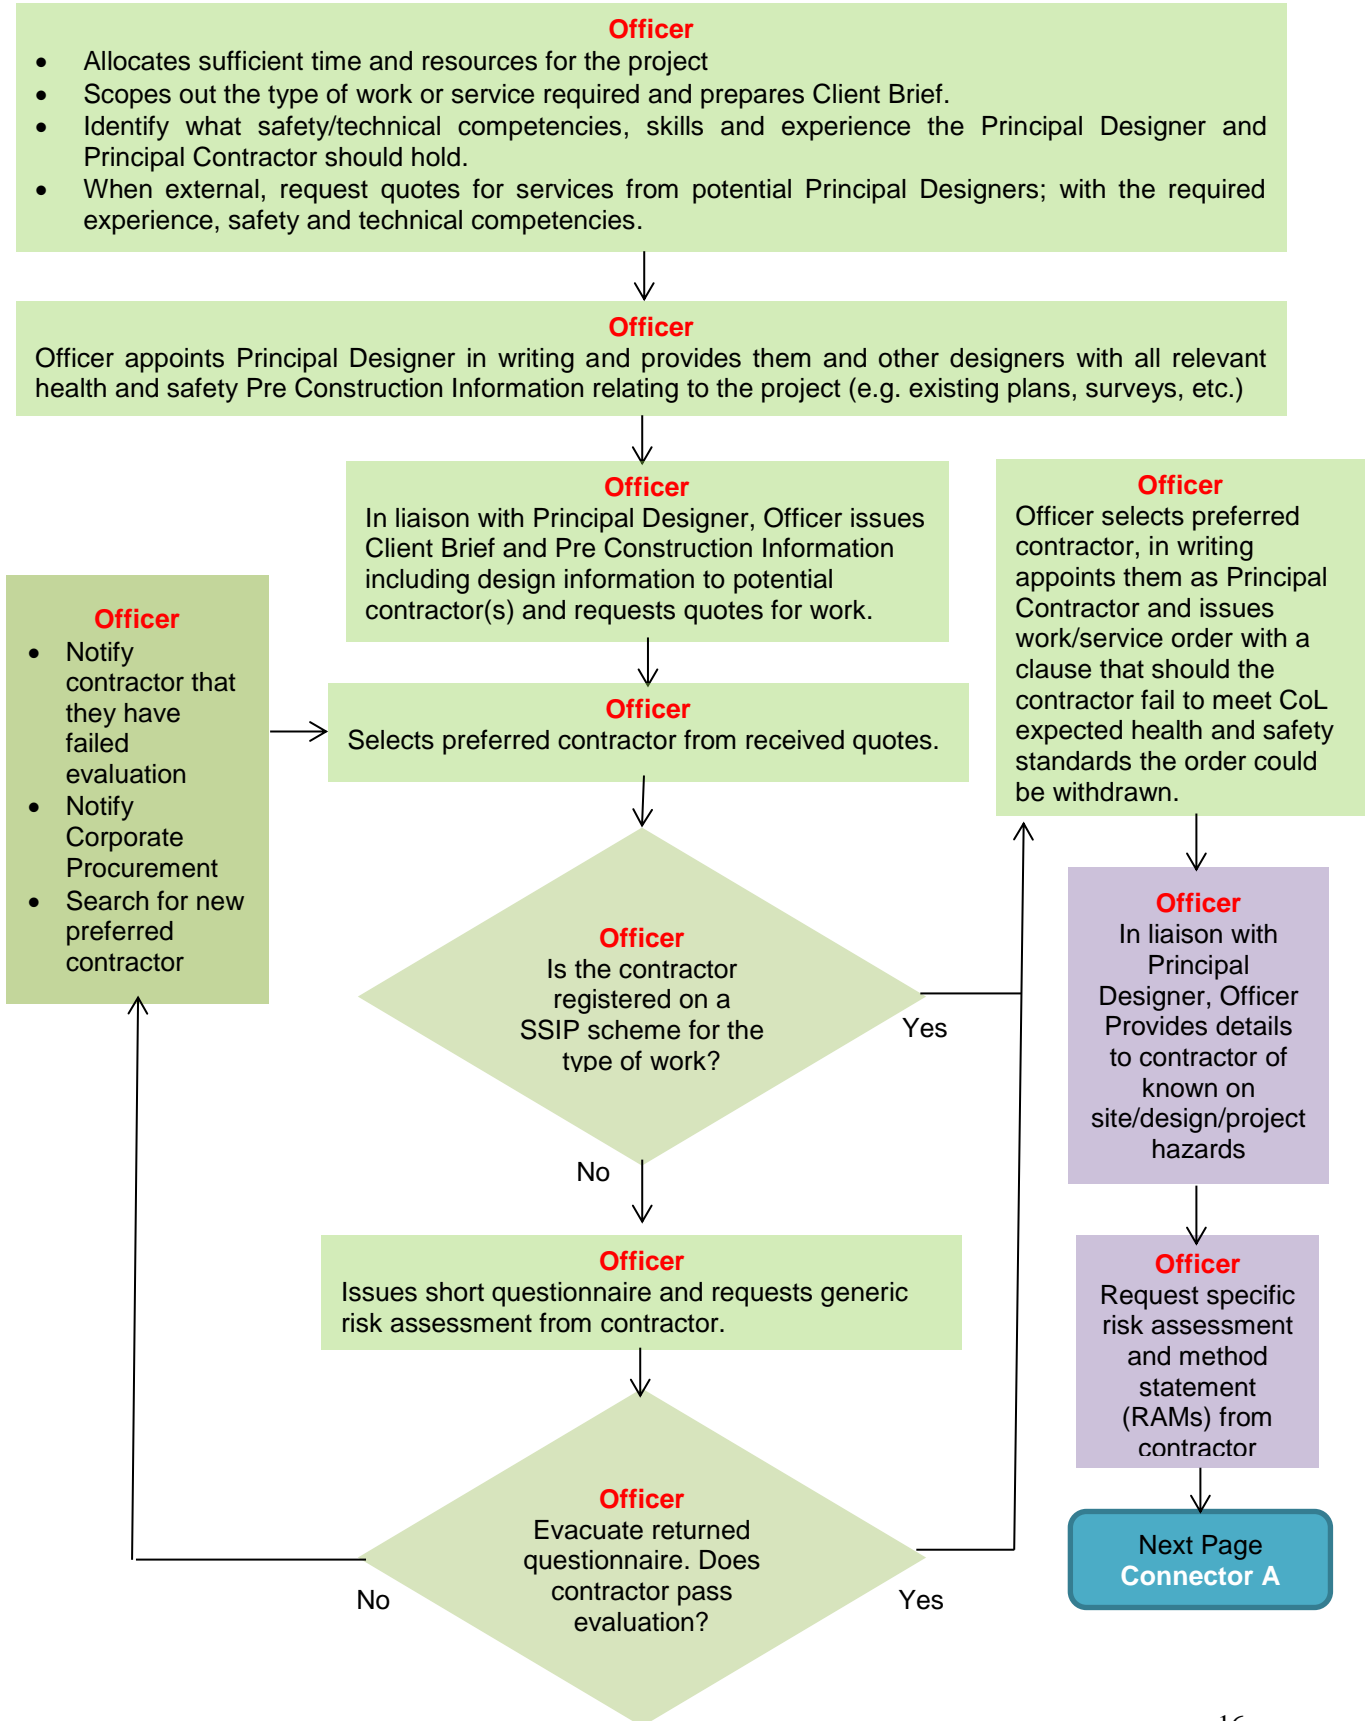 Officer
• Allocates sufficient time and resources for the project
• Scopes out the type of work or service required and prepares Client Brief.
• Identify what safety/technical competencies, skills and experience the Principal Designer and
Principal Contractor should hold.
• When external, request quotes for services from potential Principal Designers; with the required
experience, safety and technical competencies.
Officer
Officer appoints Principal Designer in writing and provides them and other designers with all relevant
health and safety Pre Construction Information relating to the project (e.g. existing plans, surveys, etc.)
Officer
In liaison with Principal Designer, Officer issues
Client Brief and Pre Construction Information
including design information to potential
contractor(s) and requests quotes for work.
Officer
Selects preferred contractor from received quotes.
Officer
Is the contractor
registered on a
SSIP scheme for the
type of work?
Yes
No
Officer
Issues short questionnaire and requests generic
risk assessment from contractor.
Officer
Evacuate returned
questionnaire. Does
contractor pass
evaluation?
No
Yes
Officer
• Notify
contractor that
they have
failed
evaluation
• Notify
Corporate
Procurement
• Search for new
preferred
contractor
Officer
Officer selects preferred
contractor, in writing
appoints them as Principal
Contractor and issues
work/service order with a
clause that should the
contractor fail to meet CoL
expected health and safety
standards the order could
be withdrawn.
Officer
In liaison with
Principal
Designer, Officer
Provides details
to contractor of
known on
site/design/project
hazards
Officer
Request specific
risk assessment
and method
statement
(RAMs) from
contractor
Next Page
Connector A
16